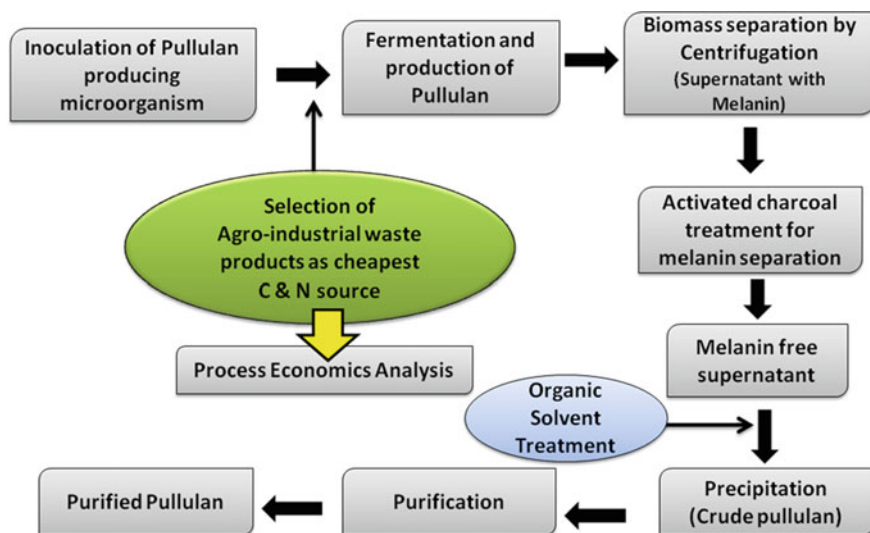 Inoculation of Pullulan
producing
microorganism
Fermentation and
production of
Pullulan
Biomass separation by
Centrifugation
(Supernatant with
Melanin)
Selection of
Agro-industrial waste
products as cheapest
C & N source
Activated charcoal
treatment for
melanin separation
Process Economics Analysis
Melanin free
supernatant
Organic
Solvent
Treatment
Purified Pullulan
Purification
Precipitation
(Crude pullulan)